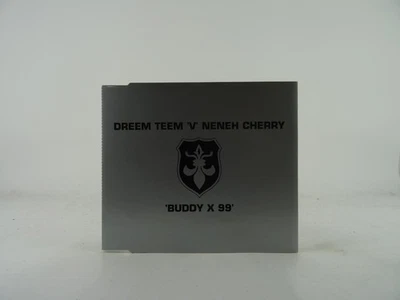 DREEM TEEM 'V' NENEH CHERRY
'BUDDY X 99'